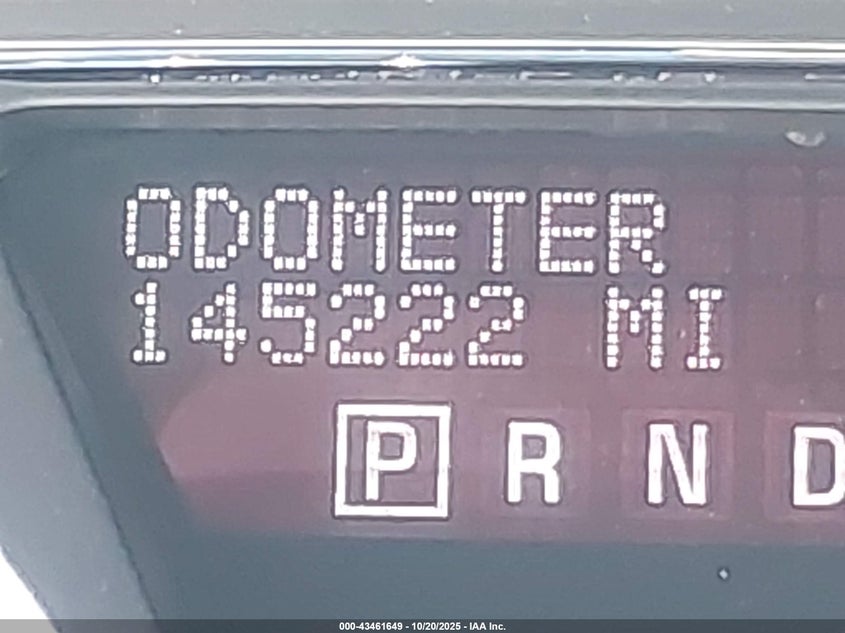 ODOMETER
145222 MI
P R N D
000-43461649 - 10/20/2025 - IAA Inc.